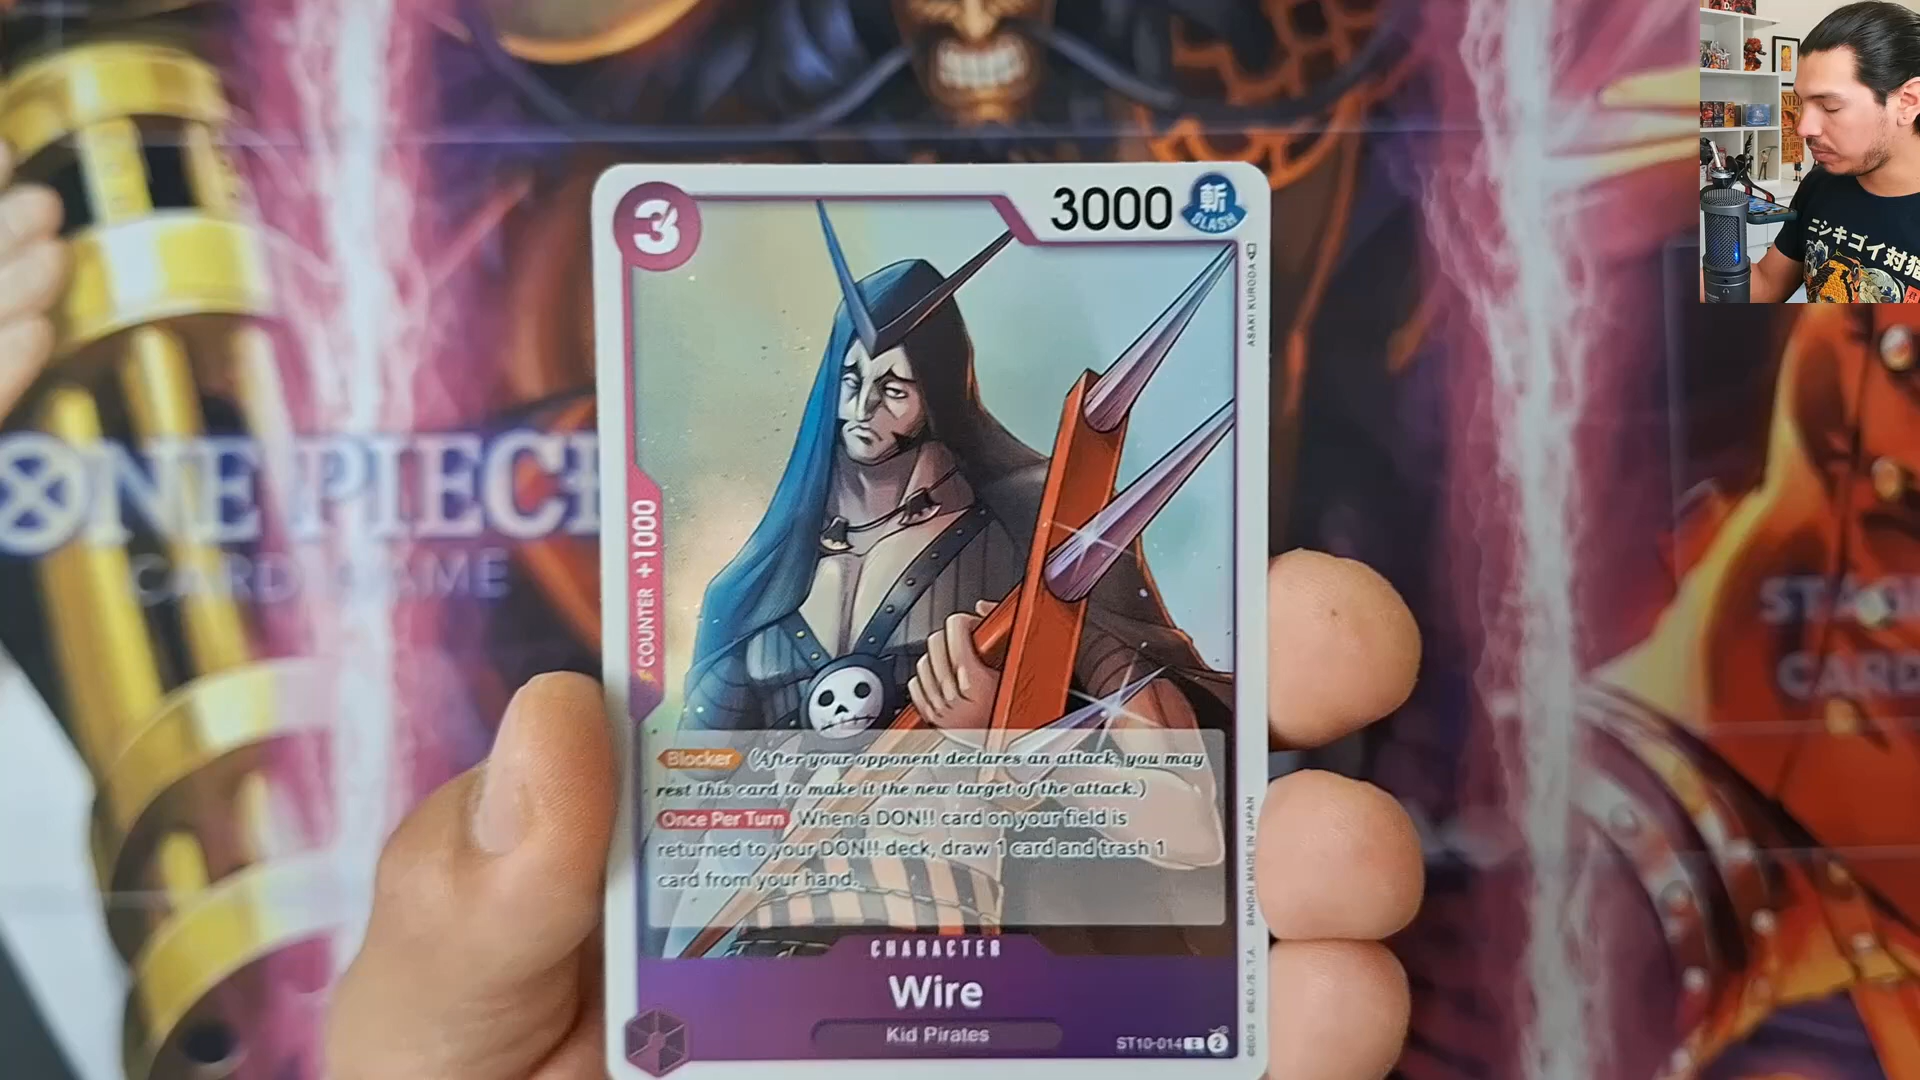 3
3000
斬
SLASH
ASAKI KURODA
COUNTER +1000
ONE PIECE
CARD GAME
Blocker (After your opponent declares an attack, you may
rest this card to make it the new target of the attack.)
Once Per Turn When a DON!! card on your field is
returned to your DON!! deck, draw 1 card and trash 1
card from your hand.
CHARACTER
Wire
Kid Pirates
ST10-014 C 2
BANDAI MADE IN JAPAN
ニシキゴイ対猫